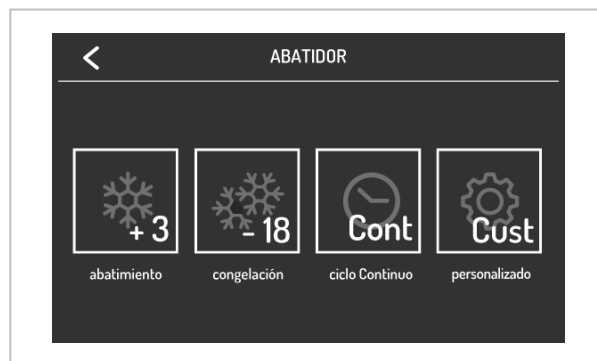 ABATIDOR
+ 3
- 18
Cont
Cust
abatimiento
congelación
ciclo Continuo
personalizado